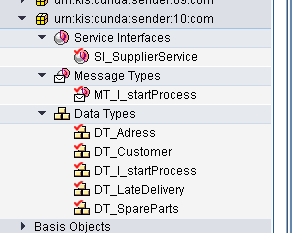 urn:kis:cunda:sender:09:com
urn:kis:cunda:sender:10:com
Service Interfaces
SI_SupplierService
Message Types
MT_I_startProcess
Data Types
DT_Adress
DT_Customer
DT_I_startProcess
DT_LateDelivery
DT_SpareParts
Basis Objects